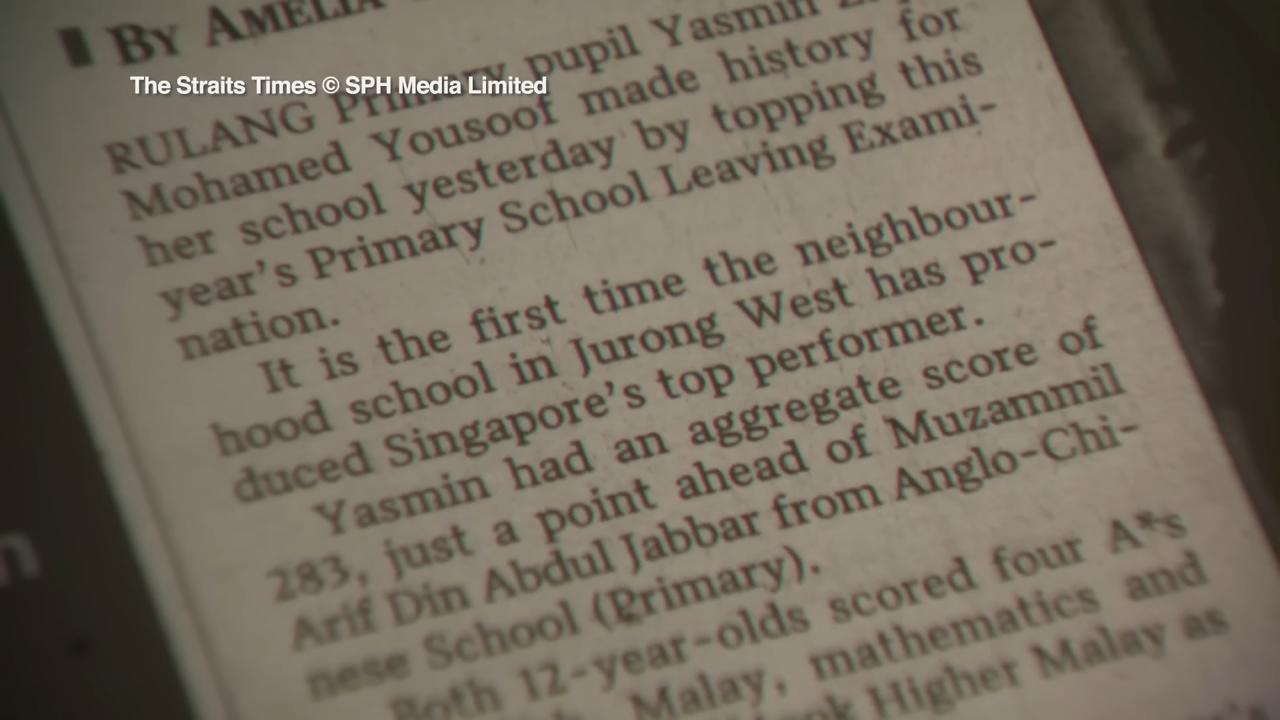 BY AMELIA
The Straits Times © SPH Media Limited
RULANG Primary pupil Yasmin
Mohamed Yousoof made history for
her school yesterday by topping this
year's Primary School Leaving Exami-
nation.
It is the first time the neighbour-
hood school in Jurong West has pro-
duced Singapore's top performer.
Yasmin had an aggregate score of
283, just a point ahead of Muzammil
Arif Din Abdul Jabbar from Anglo-Chi-
nese School (Primary).
Both 12-year-olds scored four A*s
Malay, mathematics and
Higher Malay as